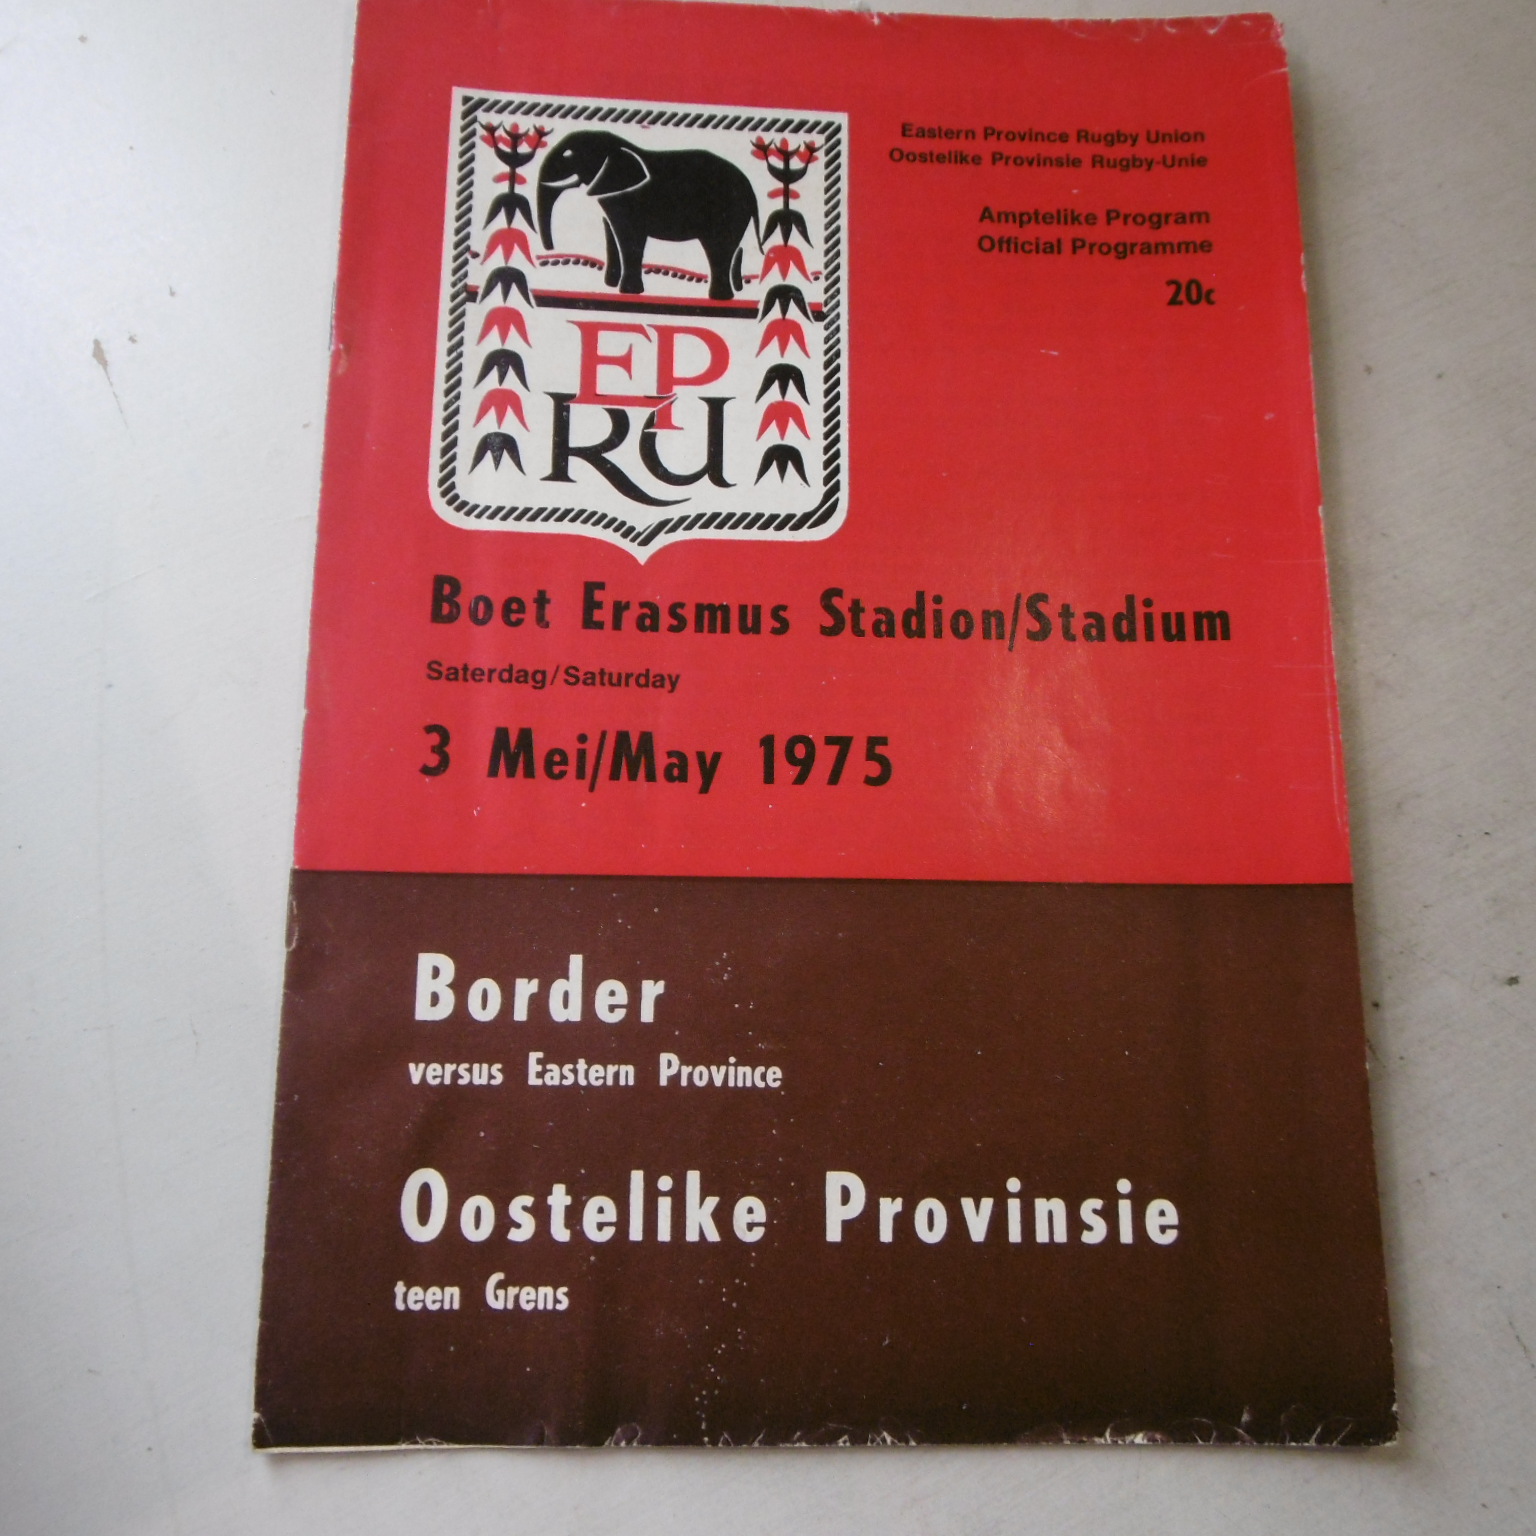 Eastern Province Rugby Union
Oostelike Provinsie Rugby-Unie
Amptelike Program
Official Programme
20c
EP
RU
Boet Erasmus Stadion/Stadium
Saterdag/Saturday
3 Mei/May 1975
Border
versus Eastern Province
Oostelike Provinsie
teen Grens